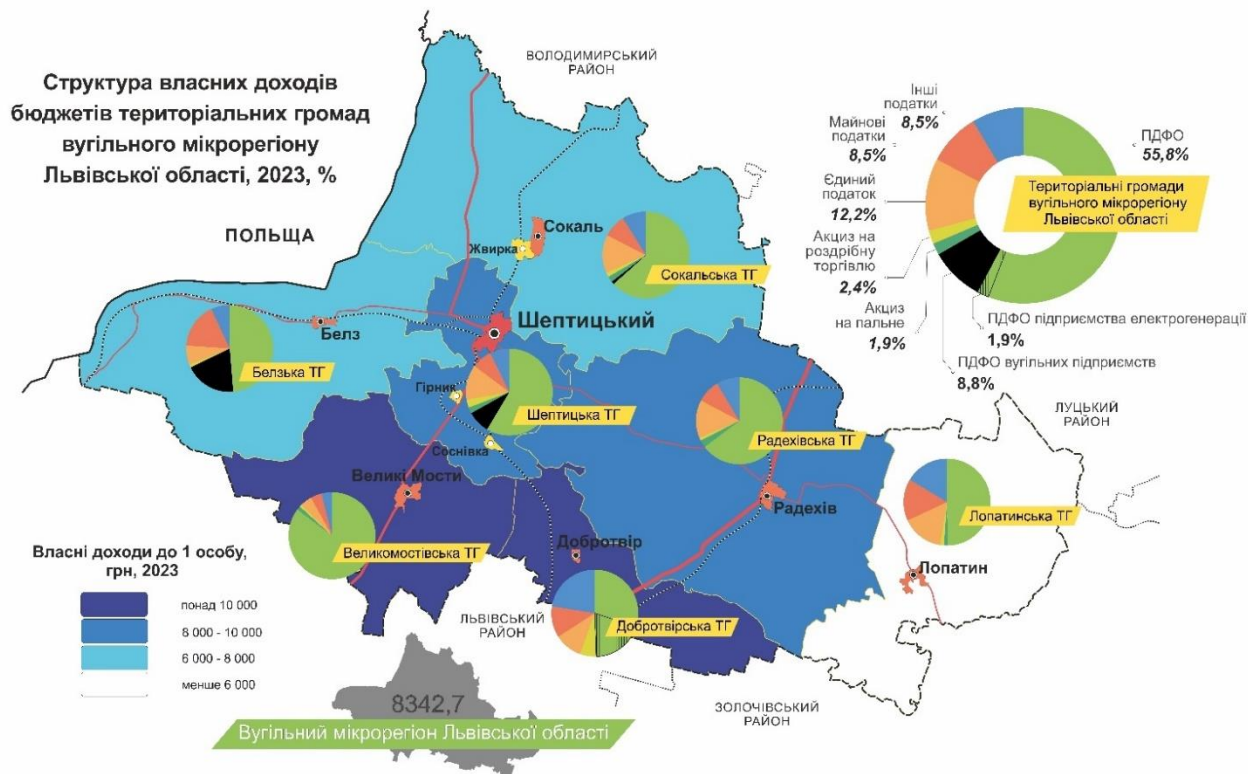 Структура власних доходів
бюджетів територіальних громад
вугільного мікрорегіону
Львівської області, 2023, %
ВОЛОДИМИРСЬКИЙ
РАЙОН
Інші
податки
8,5%
Майнові
податки
8,5%
Єдиний
податок
12,2%
Акциз на
роздрібну
торгівлю
2,4%
Акциз
на пальне
1,9%
ПДФО
55,8%
Територіальні громади
вугільного мікрорегіону
Львівської області
ПДФО підприємства електрогенерації
1,9%
ПДФО вугільних підприємств
8,8%
ПОЛЬЩА
Сокаль
Жвирка
Сокальська ТГ
Шептицький
Белз
Белзька ТГ
Гірник
Шептицька ТГ
Соснівка
Радехівська ТГ
ЛУЦЬКИЙ
РАЙОН
Великі Мости
Радехів
Лопатинська ТГ
Великомостівська ТГ
Добротвір
Лопатин
Добротвірська ТГ
ЛЬВІВСЬКИЙ
РАЙОН
ЗОЛОЧІВСЬКИЙ
РАЙОН
Власні доходи до 1 особу,
грн, 2023
понад 10 000
8 000 - 10 000
6 000 - 8 000
менше 6 000
8342,7
Вугільний мікрорегіон Львівської області